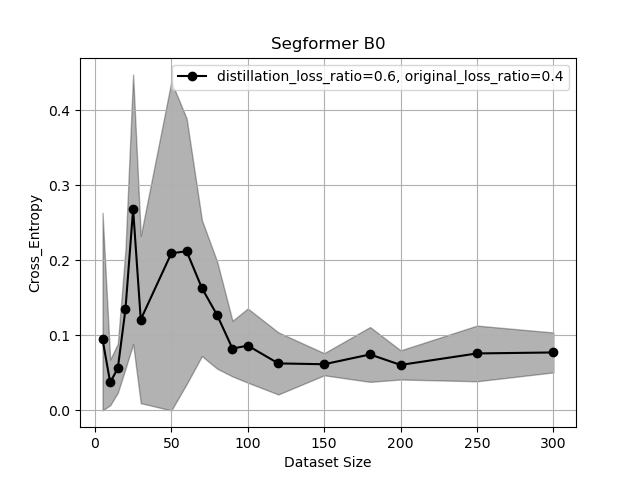 Segformer B0
distillation_loss_ratio=0.6, original_loss_ratio=0.4
Cross_Entropy
0.4
0.3
0.2
0.1
0.0
0 50 100 150 200 250 300
Dataset Size